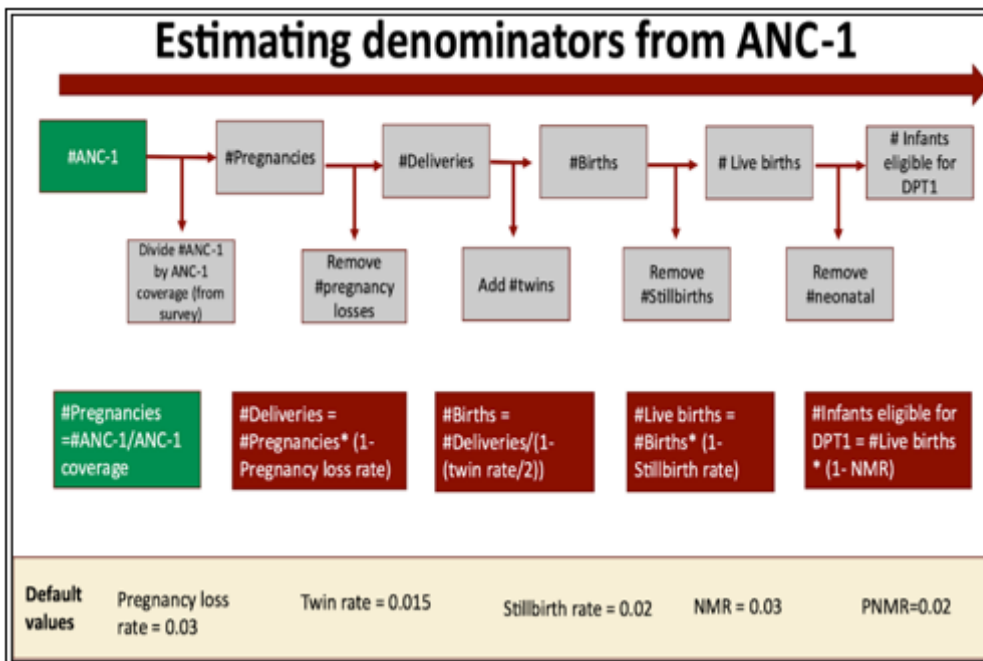 Estimating denominators from ANC-1
#ANC-1
#Pregnancies
#Deliveries
#Births
# Live births
# Infants
eligible for
DPT1
Divide #ANC-1
by ANC-1
coverage (from
survey)
Remove
#pregnancy
losses
Add #twins
Remove
#Stillbirths
Remove
#neonatal
#Pregnancies
=#ANC-1/ANC-1
coverage
#Deliveries =
#Pregnancies* (1-
Pregnancy loss rate)
#Births =
#Deliveries/(1-
(twin rate/2))
#Live births =
#Births* (1-
Stillbirth rate)
#Infants eligible for
DPT1 = #Live births
* (1- NMR)
Default
values
Pregnancy loss
rate = 0.03
Twin rate = 0.015
Stillbirth rate = 0.02
NMR = 0.03
PNMR=0.02